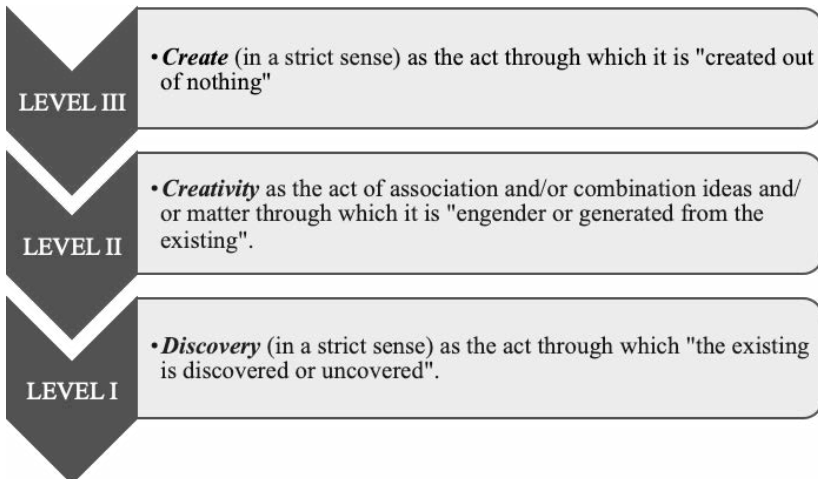 LEVEL III
• Create (in a strict sense) as the act through which it is "created out
of nothing"
LEVEL II
• Creativity as the act of association and/or combination ideas and/
or matter through which it is "engender or generated from the
existing".
LEVEL I
• Discovery (in a strict sense) as the act through which "the existing
is discovered or uncovered".